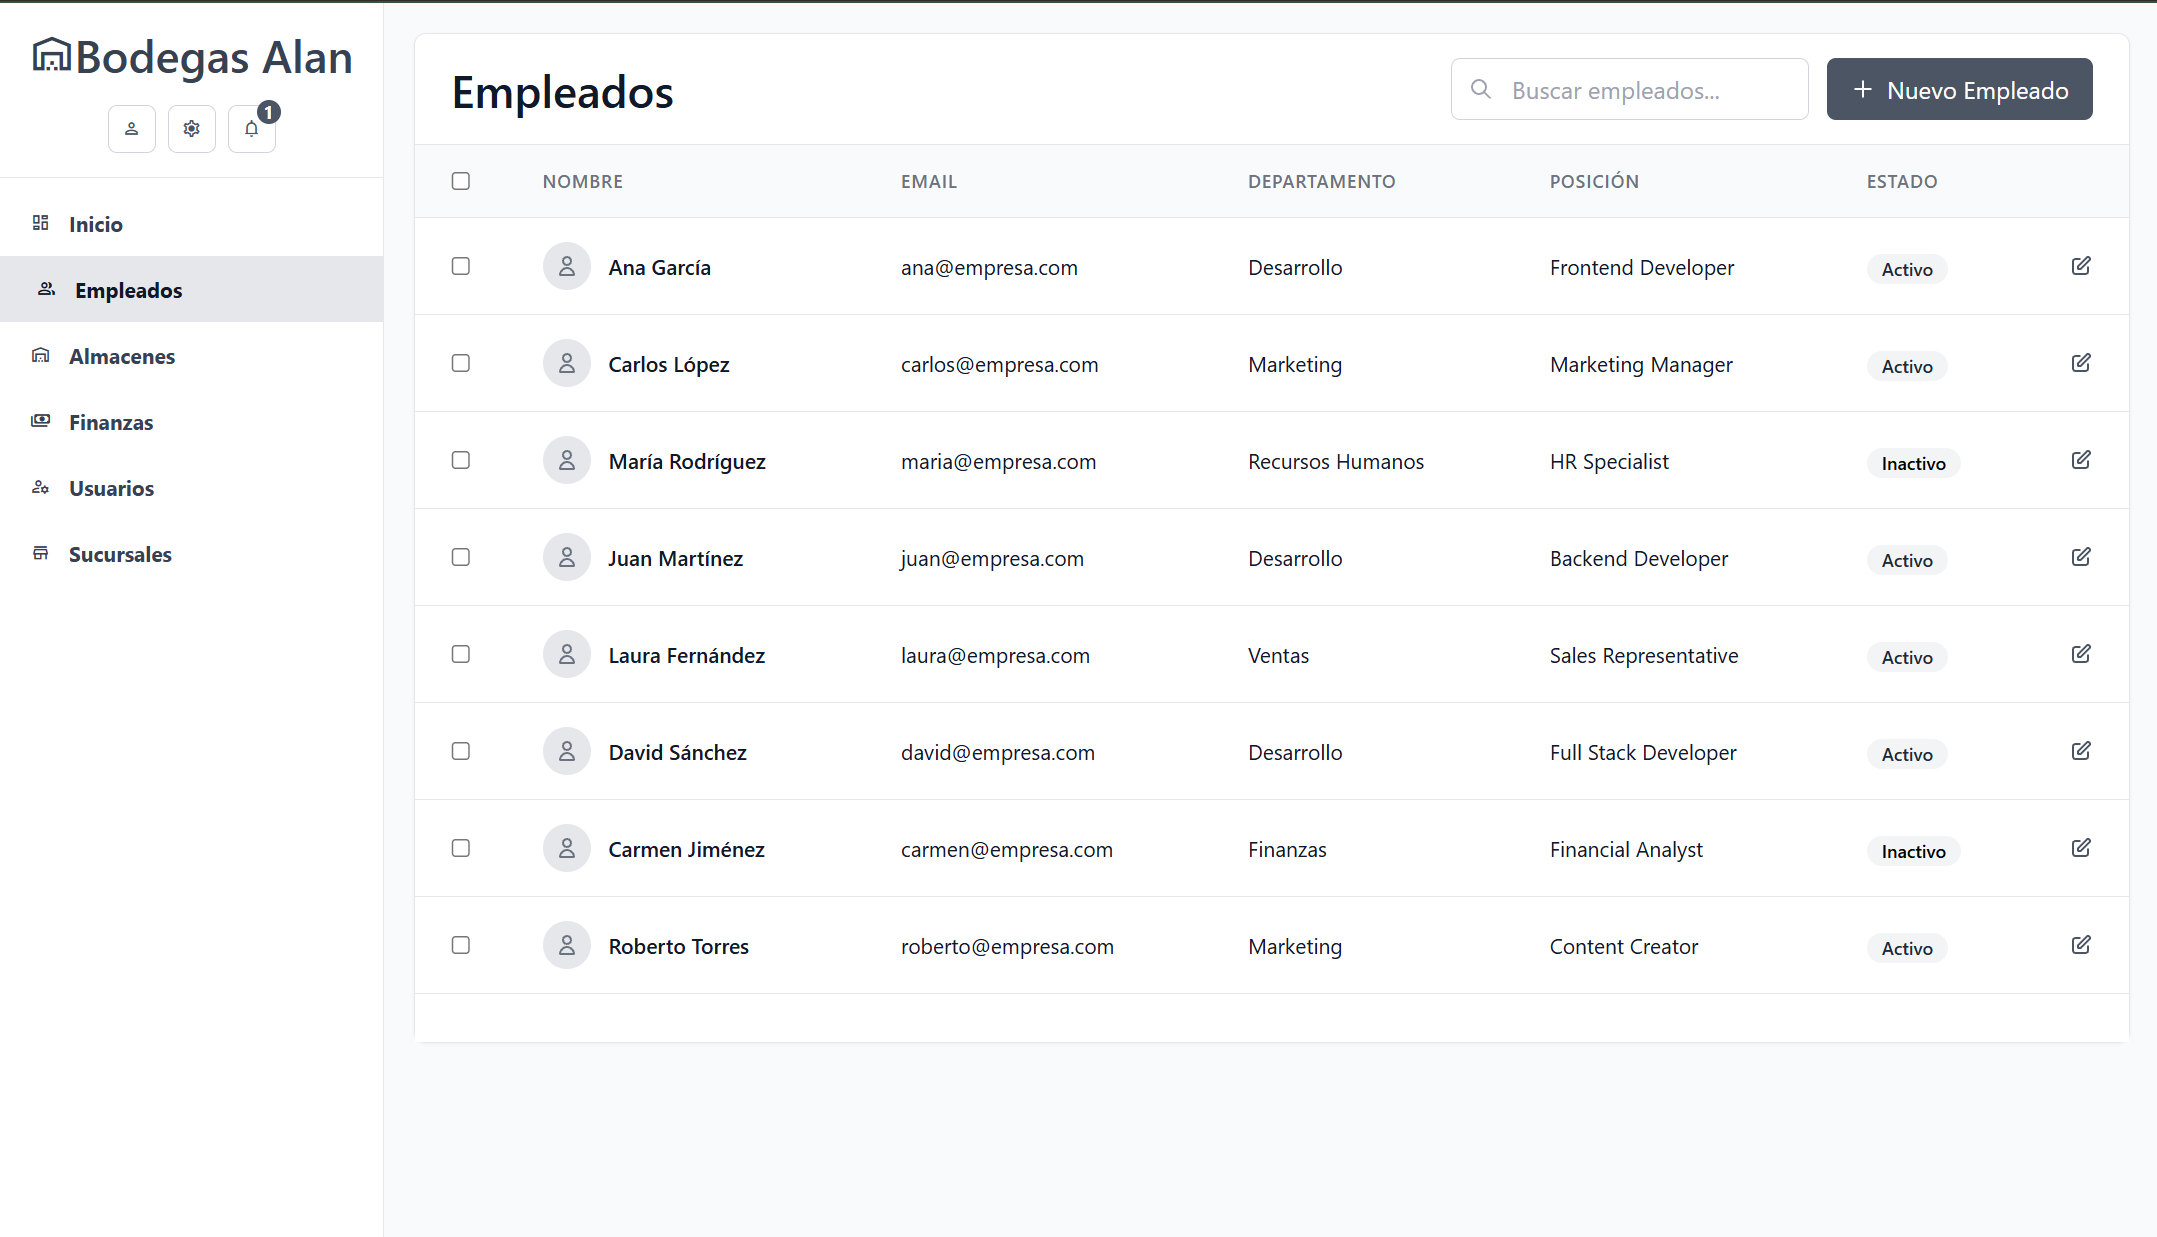 Bodegas Alan
1
Inicio
Empleados
Almacenes
Finanzas
Usuarios
Sucursales
Empleados
Buscar empleados...
+ Nuevo Empleado
NOMBRE EMAIL DEPARTAMENTO POSICIÓN ESTADO
Ana García ana@empresa.com Desarrollo Frontend Developer Activo
Carlos López carlos@empresa.com Marketing Marketing Manager Activo
María Rodríguez maria@empresa.com Recursos Humanos HR Specialist Inactivo
Juan Martínez juan@empresa.com Desarrollo Backend Developer Activo
Laura Fernández laura@empresa.com Ventas Sales Representative Activo
David Sánchez david@empresa.com Desarrollo Full Stack Developer Activo
Carmen Jiménez carmen@empresa.com Finanzas Financial Analyst Inactivo
Roberto Torres roberto@empresa.com Marketing Content Creator Activo